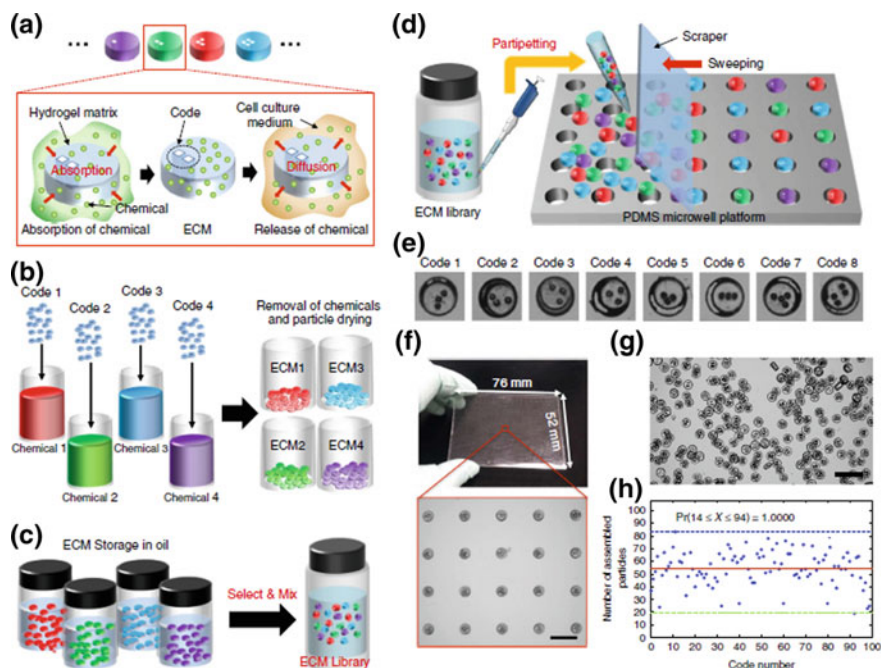 (a)
Hydrogel matrix
Code
Cell culture
medium
Absorption
Diffusion
Chemical
Absorption of chemical
ECM
Release of chemical
(b)
Code 1
Code 2
Code 3
Code 4
Chemical 1
Chemical 2
Chemical 3
Chemical 4
Removal of chemicals
and particle drying
ECM1
ECM3
ECM2
ECM4
(c)
ECM Storage in oil
Select & Mix
ECM Library
(d)
Partipetting
Scraper
Sweeping
ECM library
PDMS microwell platform
(e)
Code 1 Code 2 Code 3 Code 4 Code 5 Code 6 Code 7 Code 8
(f)
76 mm
52 mm
(g)
(h)
Pr(14 ≤ X ≤ 94) = 1.0000
Number of assembled
particles
100
90
80
70
60
50
40
30
20
10
0
0 10 20 30 40 50 60 70 80 90 100
Code number